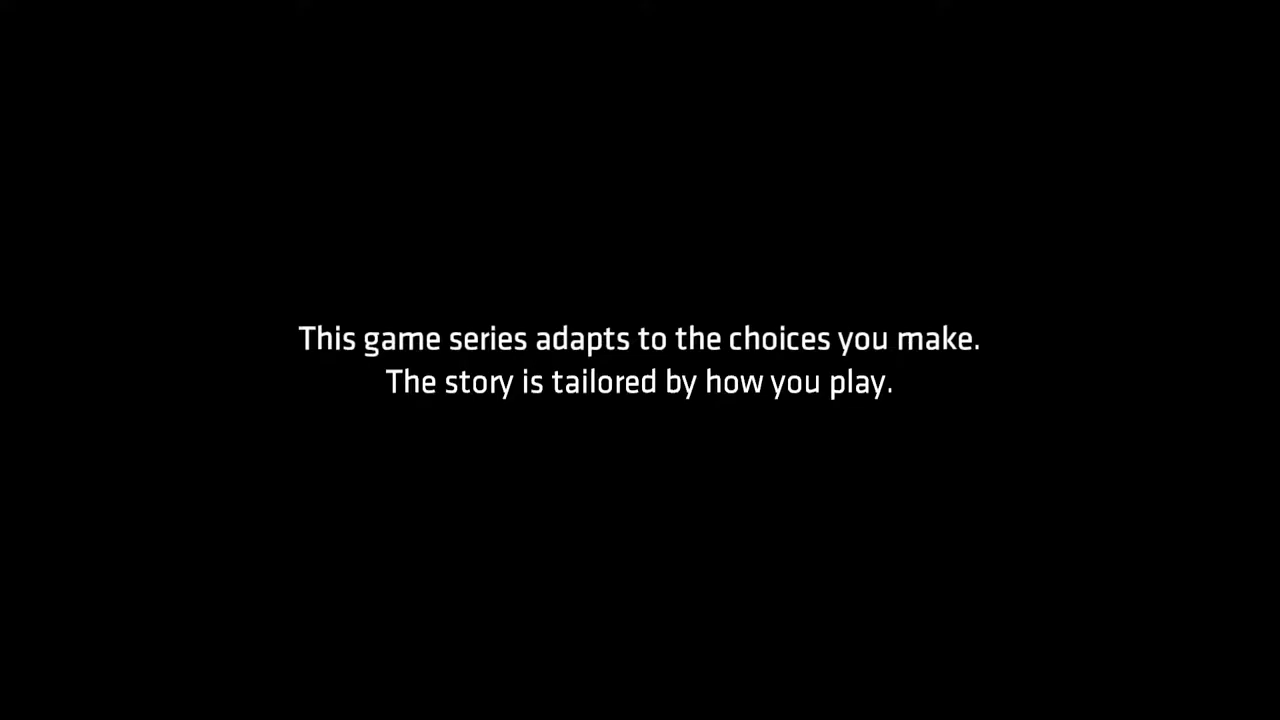 This game series adapts to the choices you make.
The story is tailored by how you play.